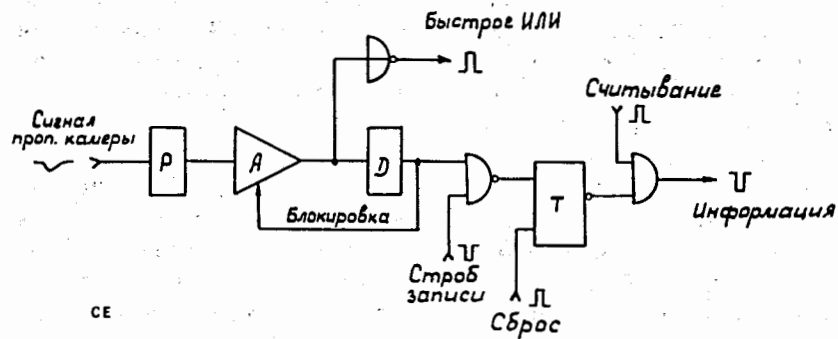 Быстрое ИЛИ
Считывание
Сигнал
проп. камеры
P
A
D
T
Блокировка
Информация
Строб
записи
Сброс
CE